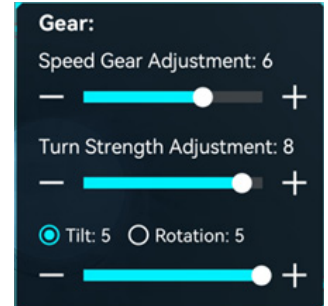 Gear:
Speed Gear Adjustment: 6
Turn Strength Adjustment: 8
Tilt: 5 Rotation: 5